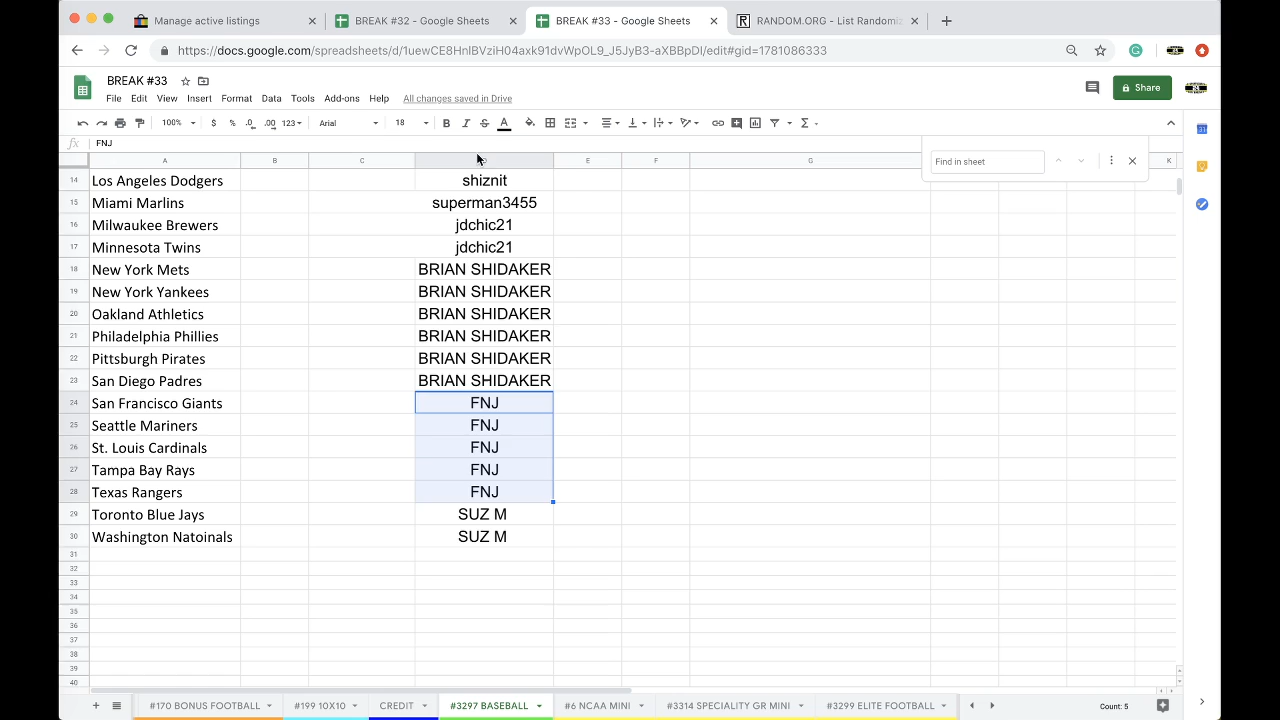 Manage active listings
BREAK #32 - Google Sheets
BREAK #33 - Google Sheets
RANDOM.ORG - List Randomiz
https://docs.google.com/spreadsheets/d/1uewCE8HnIBVziH04axk91dvWpOL9_J5JyB3-aXBBpDI/edit#gid=1781086333
BREAK #33
File Edit View Insert Format Data Tools Add-ons Help All changes saved in Drive
Share
100% $ % .0 .00 123 Arial 18 B I S A
fx FNJ
Find in sheet
A B C D E F G K
14 Los Angeles Dodgers shiznit
15 Miami Marlins superman3455
16 Milwaukee Brewers jdchic21
17 Minnesota Twins jdchic21
18 New York Mets BRIAN SHIDAKER
19 New York Yankees BRIAN SHIDAKER
20 Oakland Athletics BRIAN SHIDAKER
21 Philadelphia Phillies BRIAN SHIDAKER
22 Pittsburgh Pirates BRIAN SHIDAKER
23 San Diego Padres BRIAN SHIDAKER
24 San Francisco Giants FNJ
25 Seattle Mariners FNJ
26 St. Louis Cardinals FNJ
27 Tampa Bay Rays FNJ
28 Texas Rangers FNJ
29 Toronto Blue Jays SUZ M
30 Washington Natoinals SUZ M
31
32
33
34
35
36
37
38
39
40
#170 BONUS FOOTBALL #199 10X10 CREDIT #3297 BASEBALL #6 NCAA MINI #3314 SPECIALITY GR MINI #3299 ELITE FOOTBALL Count: 5